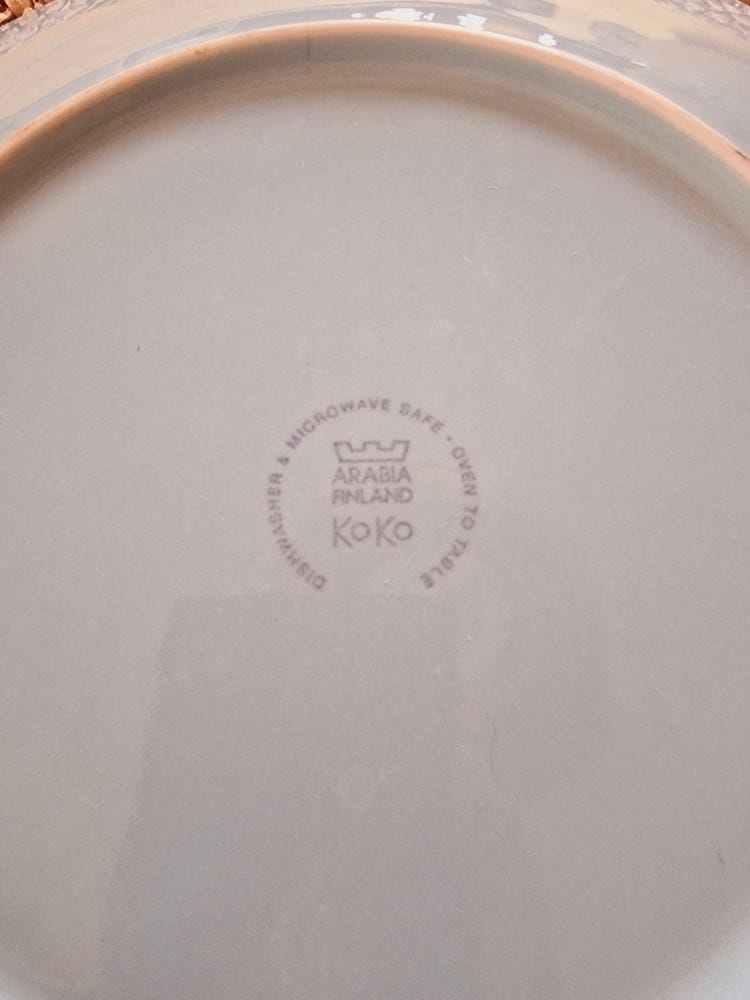 DISHWASHER & MICROWAVE SAFE • OVEN TO TABLE
ARABIA
FINLAND
KoKo